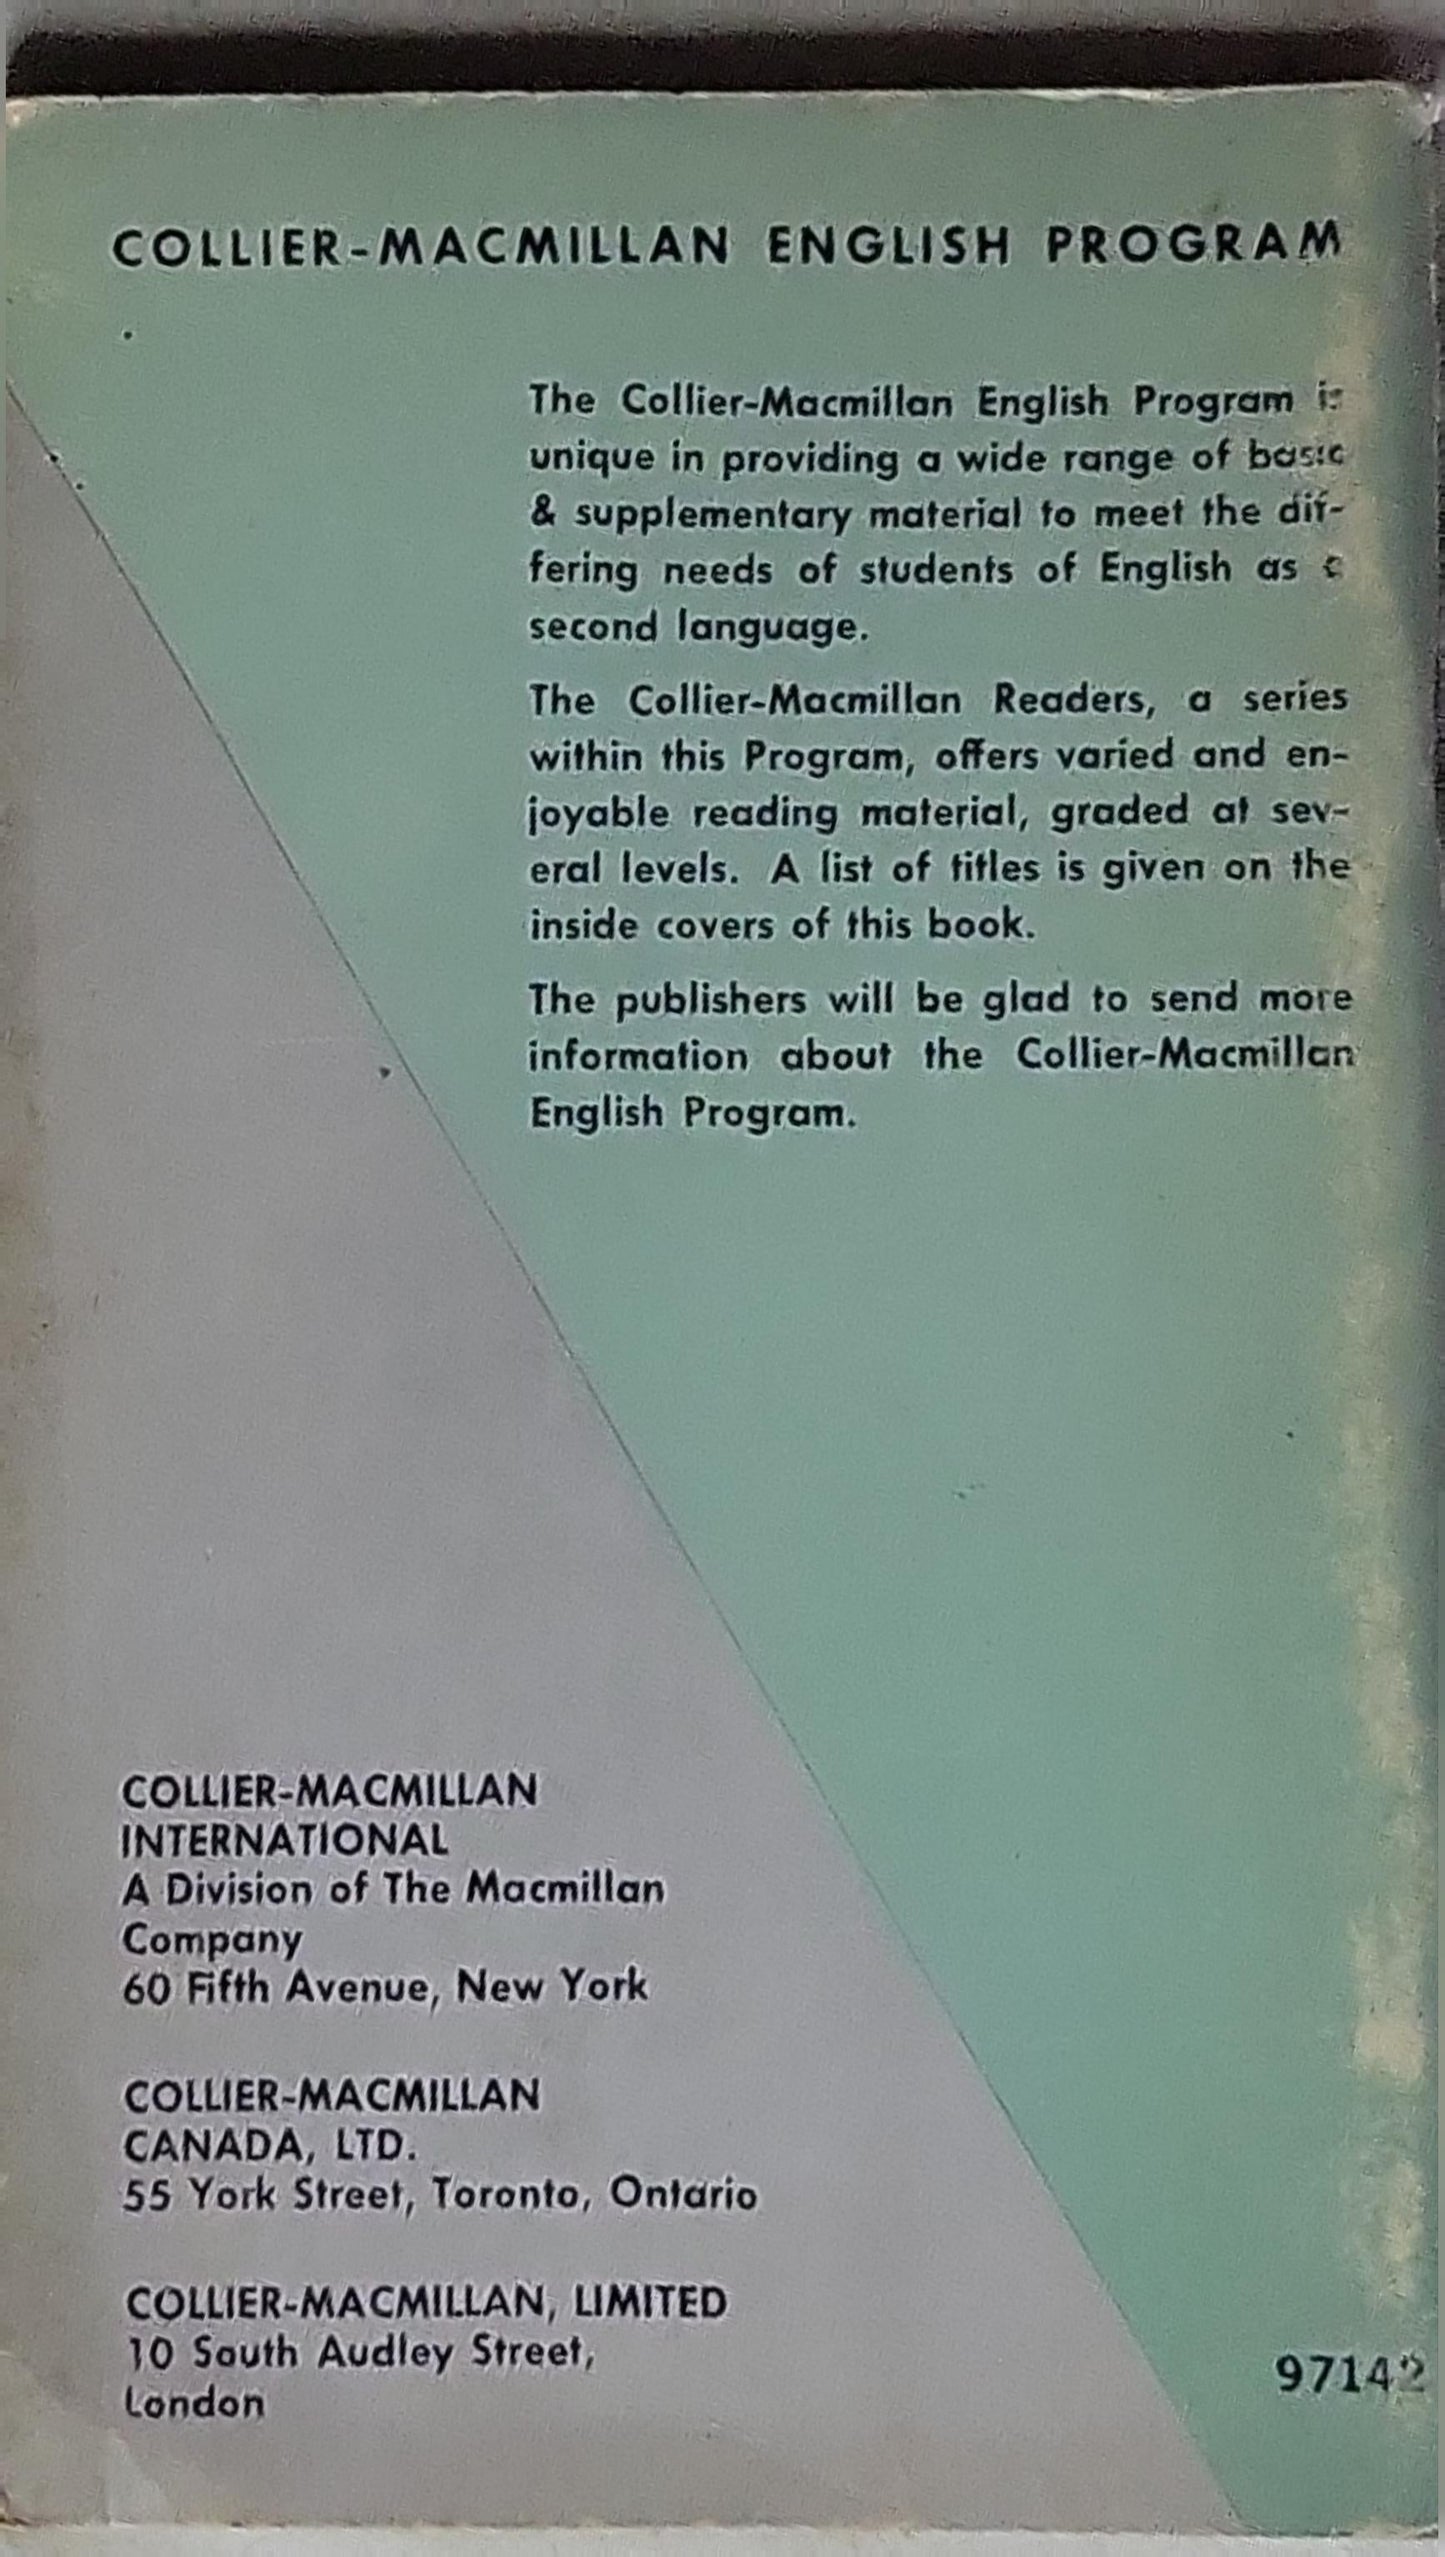 COLLIER-MACMILLAN ENGLISH PROGRAM
The Collier-Macmillan English Program is
unique in providing a wide range of basic
& supplementary material to meet the dif-
fering needs of students of English as a
second language.
The Collier-Macmillan Readers, a series
within this Program, offers varied and en-
joyable reading material, graded at sev-
eral levels. A list of titles is given on the
inside covers of this book.
The publishers will be glad to send more
information about the Collier-Macmillan
English Program.
COLLIER-MACMILLAN
INTERNATIONAL
A Division of The Macmillan
Company
60 Fifth Avenue, New York
COLLIER-MACMILLAN
CANADA, LTD.
55 York Street, Toronto, Ontario
COLLIER-MACMILLAN, LIMITED
10 South Audley Street,
London
97142